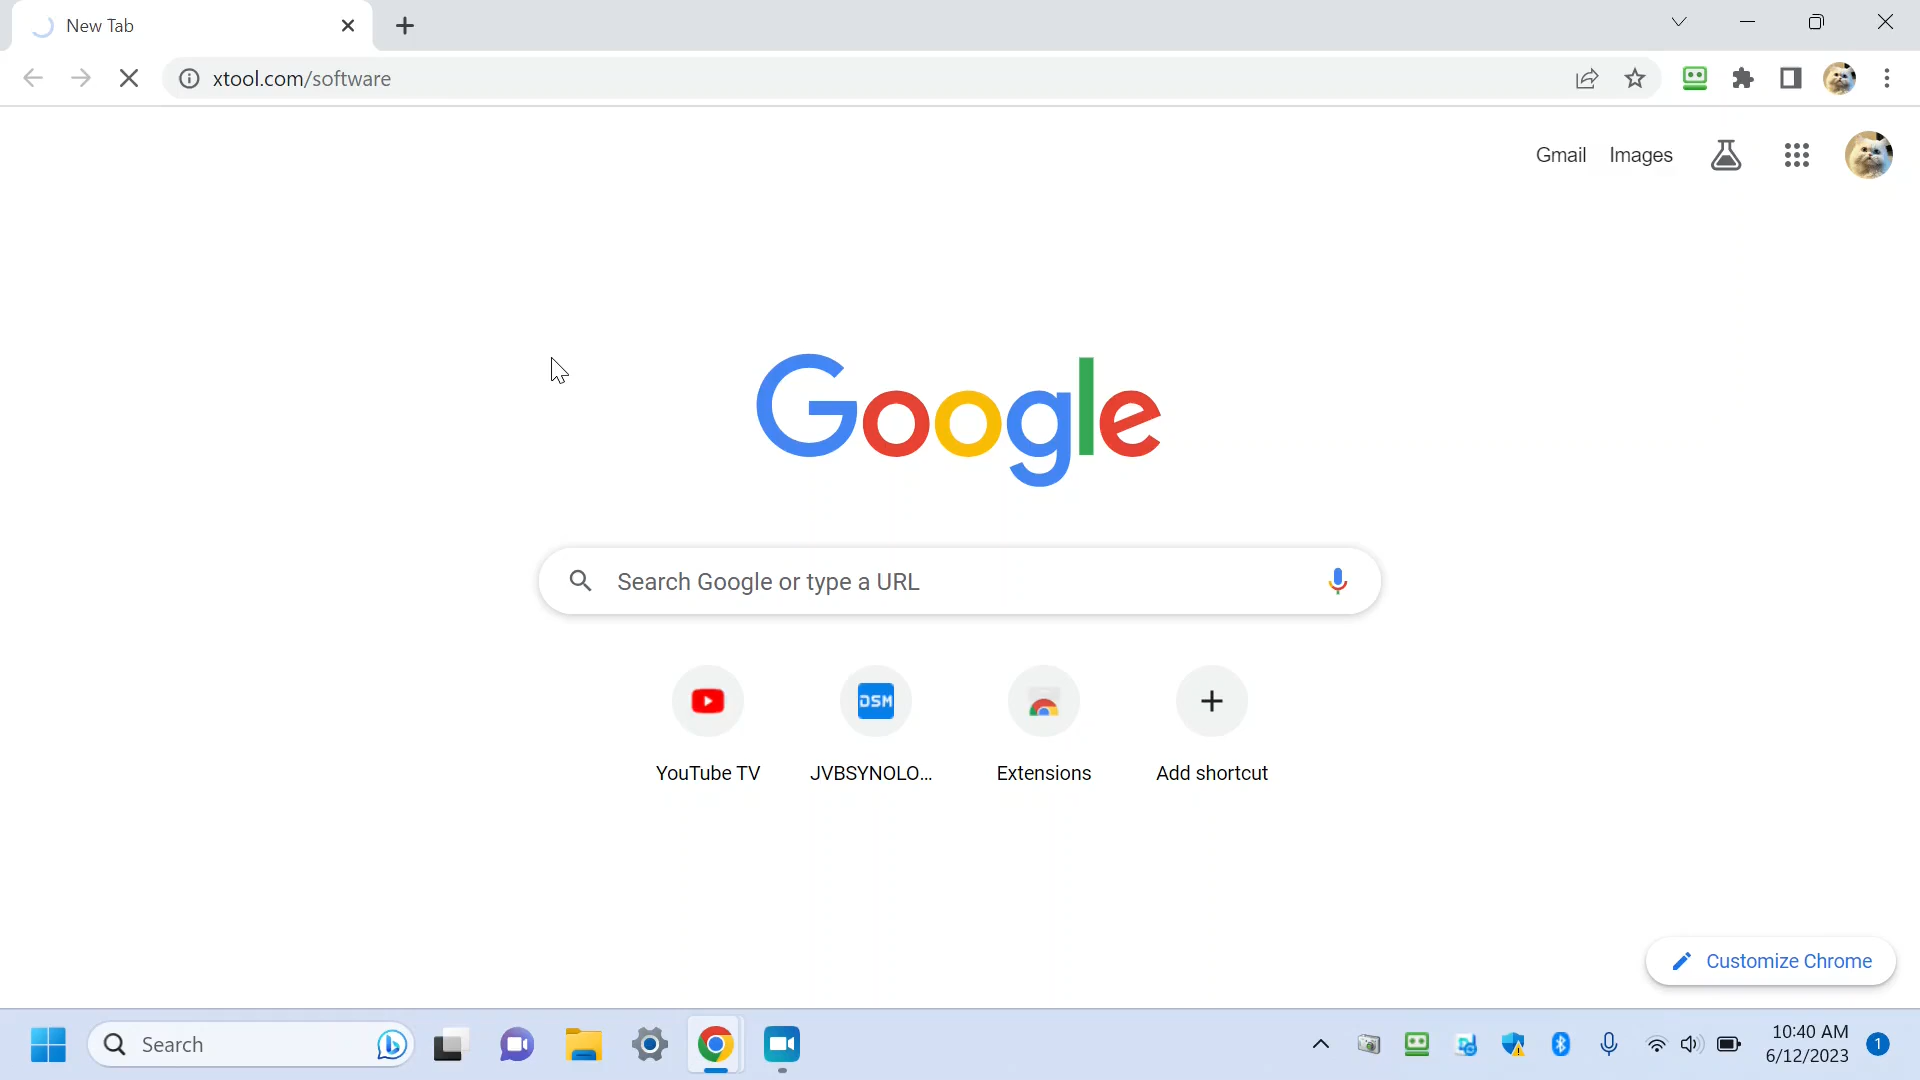 New Tab
xtool.com/software
Gmail Images
Google
Search Google or type a URL
DSM
YouTube TV JVBSYNOLO... Extensions Add shortcut
Customize Chrome
Search
10:40 AM
6/12/2023
1